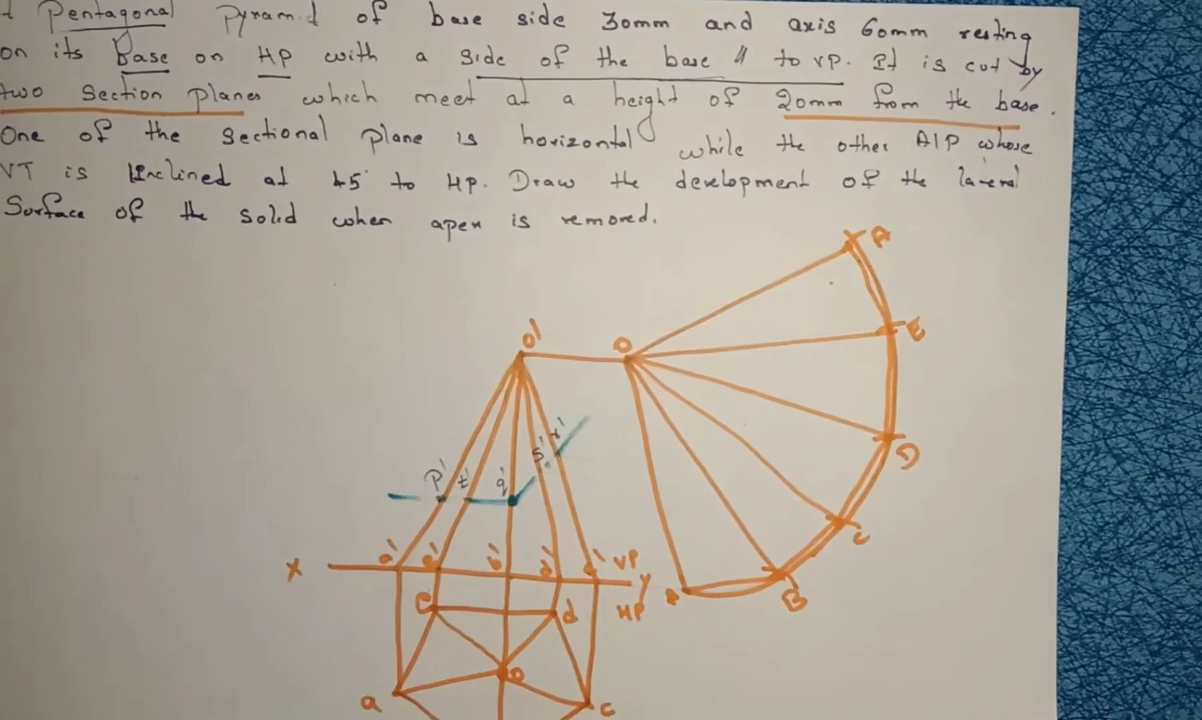 Pentagonal Pyramid of base side 30mm and axis 60mm resting
on its Base on HP with a side of the base || to VP. It is cut by
two Section planes which meet at a height of 20mm from the base.
One of the Sectional plane is horizontal while the other AIP whose
VT is Inclined at 45° to HP. Draw the development of the lateral
Surface of the solid when apex is removed.
A
o' O E
r'
s' D
p' t' q'
C
X a' e' b' d' c' VP Y
A B
e d HP
o
a c